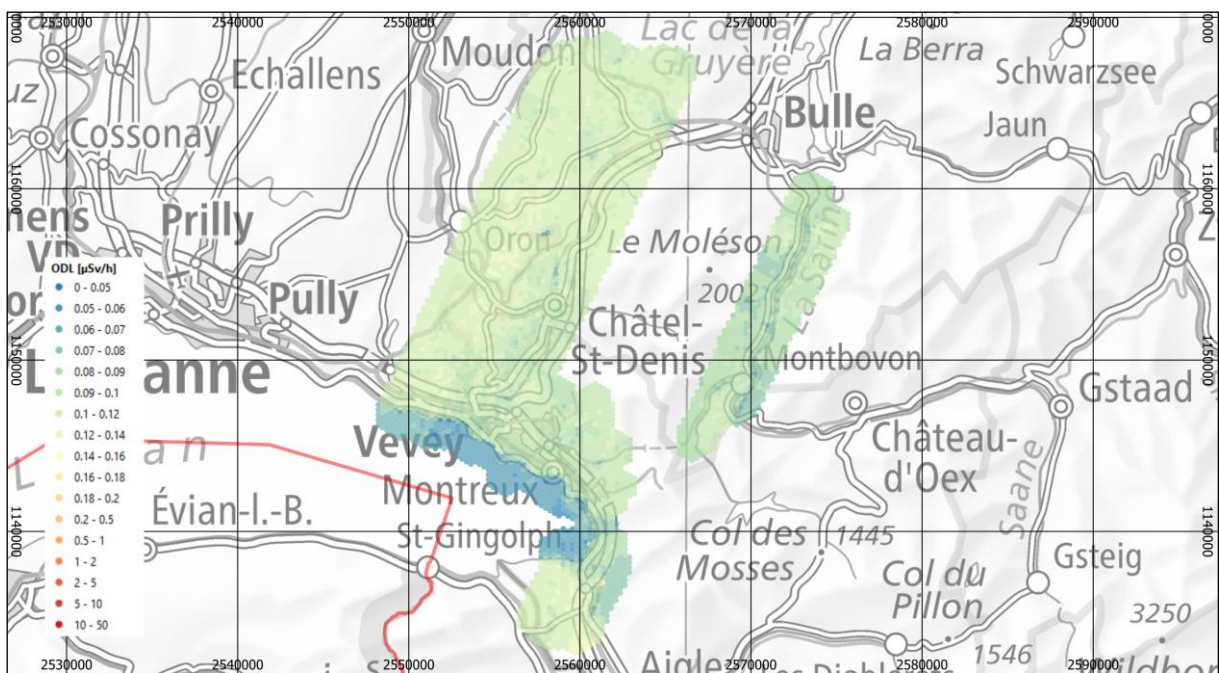 2530000 2540000 2550000 2560000 2570000 2580000 2590000
Lac de la
Gruyère
La Berra
Moudon
Echallens
Schwarzsee
Bulle
Jaun
Cossonay
1160000 1160000
Prilly
Oron
Le Moléson
2002
La Sarine
VD
Pully
Châtel-
St-Denis
Montbovon
1150000 1150000
Gstaad
Vevey
Château-
d'Oex
Montreux
Évian-l.-B.
St-Gingolph
1140000 1140000
Col des
Mosses
1445
Saane
Gsteig
Col du
Pillon
3250
1546
Aigle
Les Diablerets
2530000 2540000 2550000 2560000 2570000 2580000 2590000
ODL [µSv/h]
0 - 0.05
0.05 - 0.06
0.06 - 0.07
0.07 - 0.08
0.08 - 0.09
0.09 - 0.1
0.1 - 0.12
0.12 - 0.14
0.14 - 0.16
0.16 - 0.18
0.18 - 0.2
0.2 - 0.5
0.5 - 1
1 - 2
2 - 5
5 - 10
10 - 50